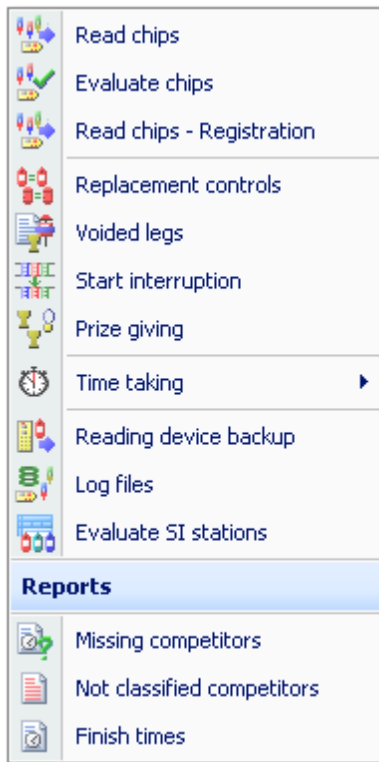 Read chips
Evaluate chips
Read chips - Registration
Replacement controls
Voided legs
Start interruption
Prize giving
Time taking
Reading device backup
Log files
Evaluate SI stations
Reports
Missing competitors
Not classified competitors
Finish times